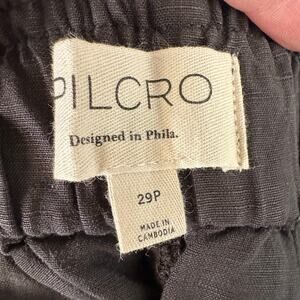 PILCRO
Designed in Phila.
29P
MADE IN
CAMBODIA